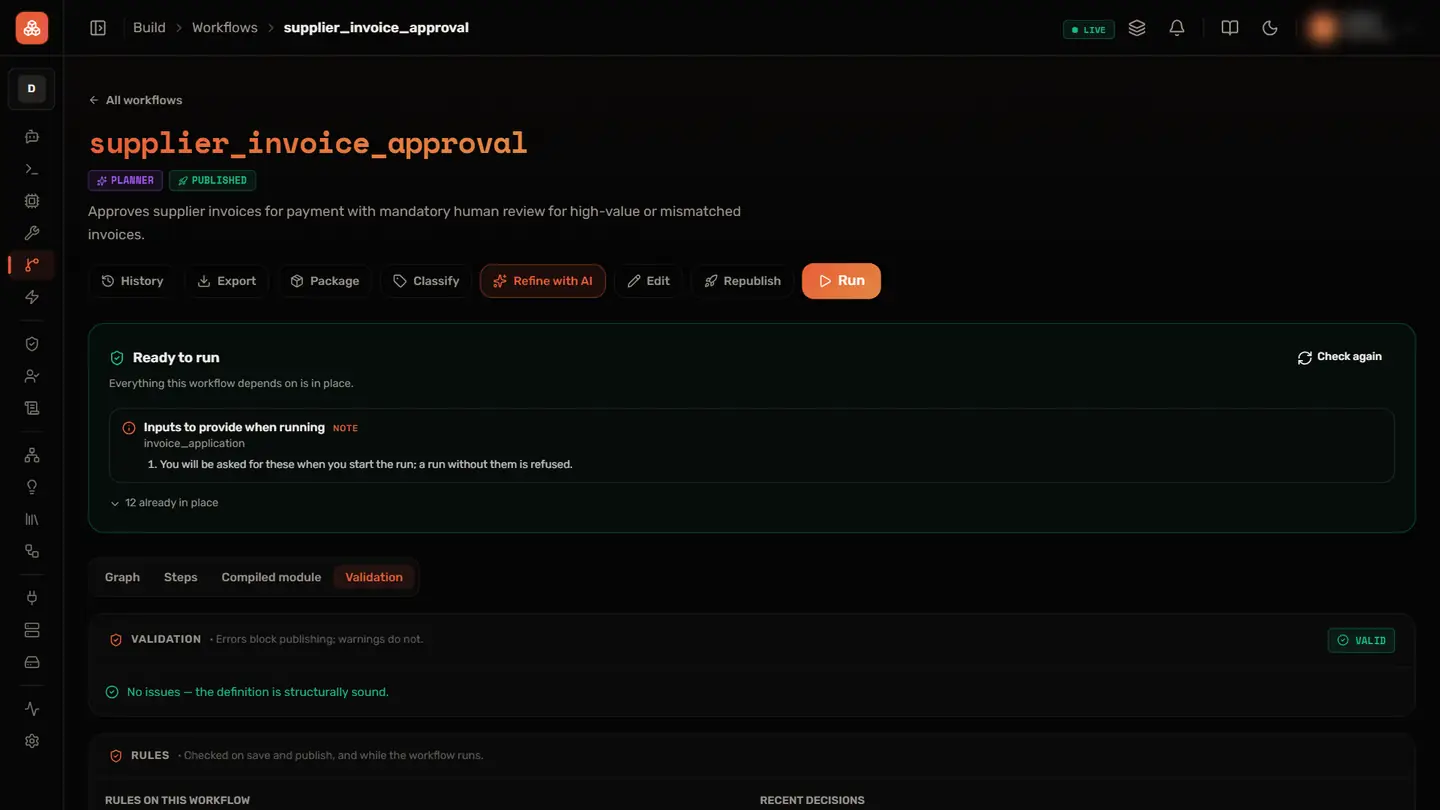 Build > Workflows > supplier_invoice_approval
LIVE
D
← All workflows
supplier_invoice_approval
PLANNER PUBLISHED
Approves supplier invoices for payment with mandatory human review for high-value or mismatched
invoices.
History Export Package Classify Refine with AI Edit Republish Run
Ready to run
Check again
Everything this workflow depends on is in place.
Inputs to provide when running NOTE
invoice_application
1. You will be asked for these when you start the run; a run without them is refused.
12 already in place
Graph Steps Compiled module Validation
VALIDATION · Errors block publishing; warnings do not.
VALID
No issues — the definition is structurally sound.
RULES · Checked on save and publish, and while the workflow runs.
RULES ON THIS WORKFLOW RECENT DECISIONS